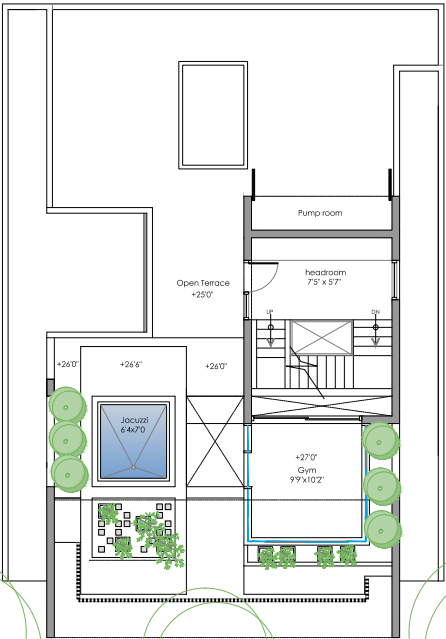 Pump room
headroom
7'5" x 5'7"
Open Terrace
+25'0"
UP
DN
+26'0"
+26'6"
+26'0"
Jacuzzi
6'4x7'0
+27'0"
Gym
9'9"x10'2"